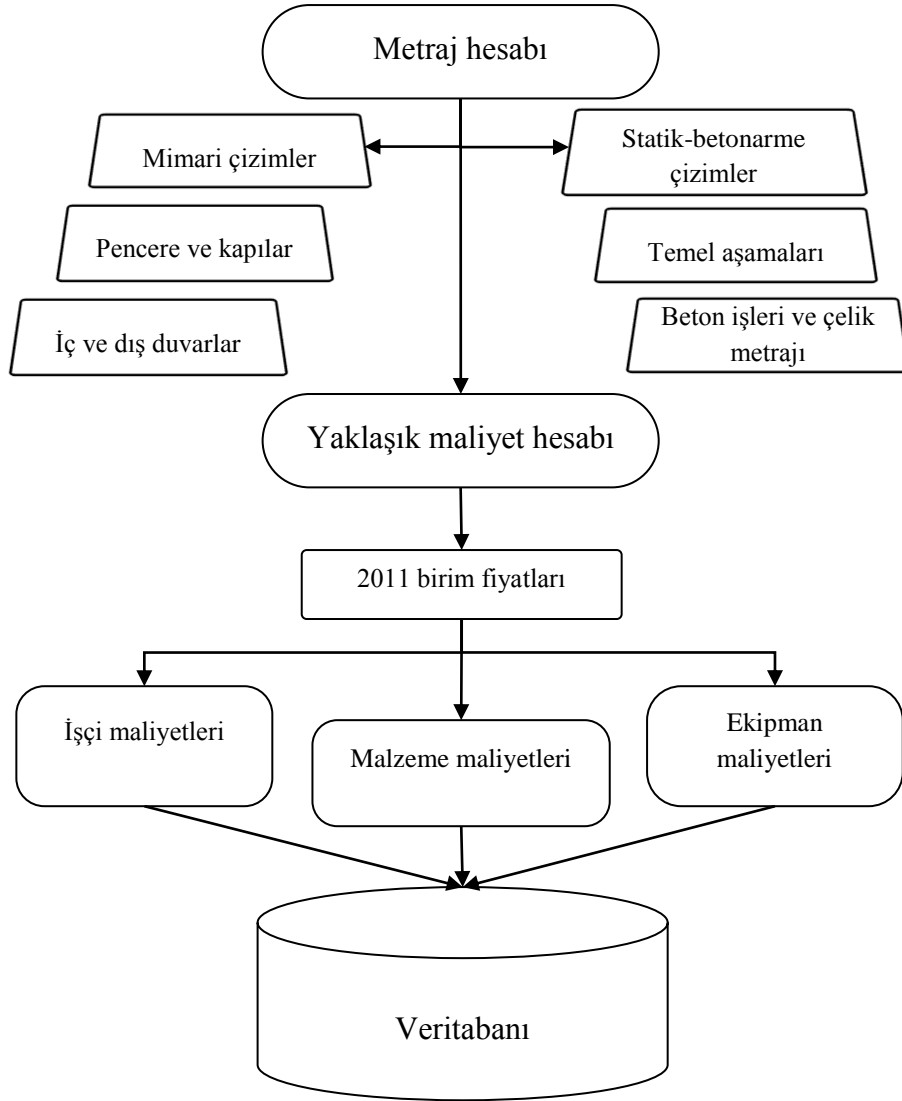 Metraj hesabı
Mimari çizimler
Statik-betonarme
çizimler
Pencere ve kapılar
Temel aşamaları
İç ve dış duvarlar
Beton işleri ve çelik
metrajı
Yaklaşık maliyet hesabı
2011 birim fiyatları
İşçi maliyetleri
Malzeme maliyetleri
Ekipman
maliyetleri
Veritabanı